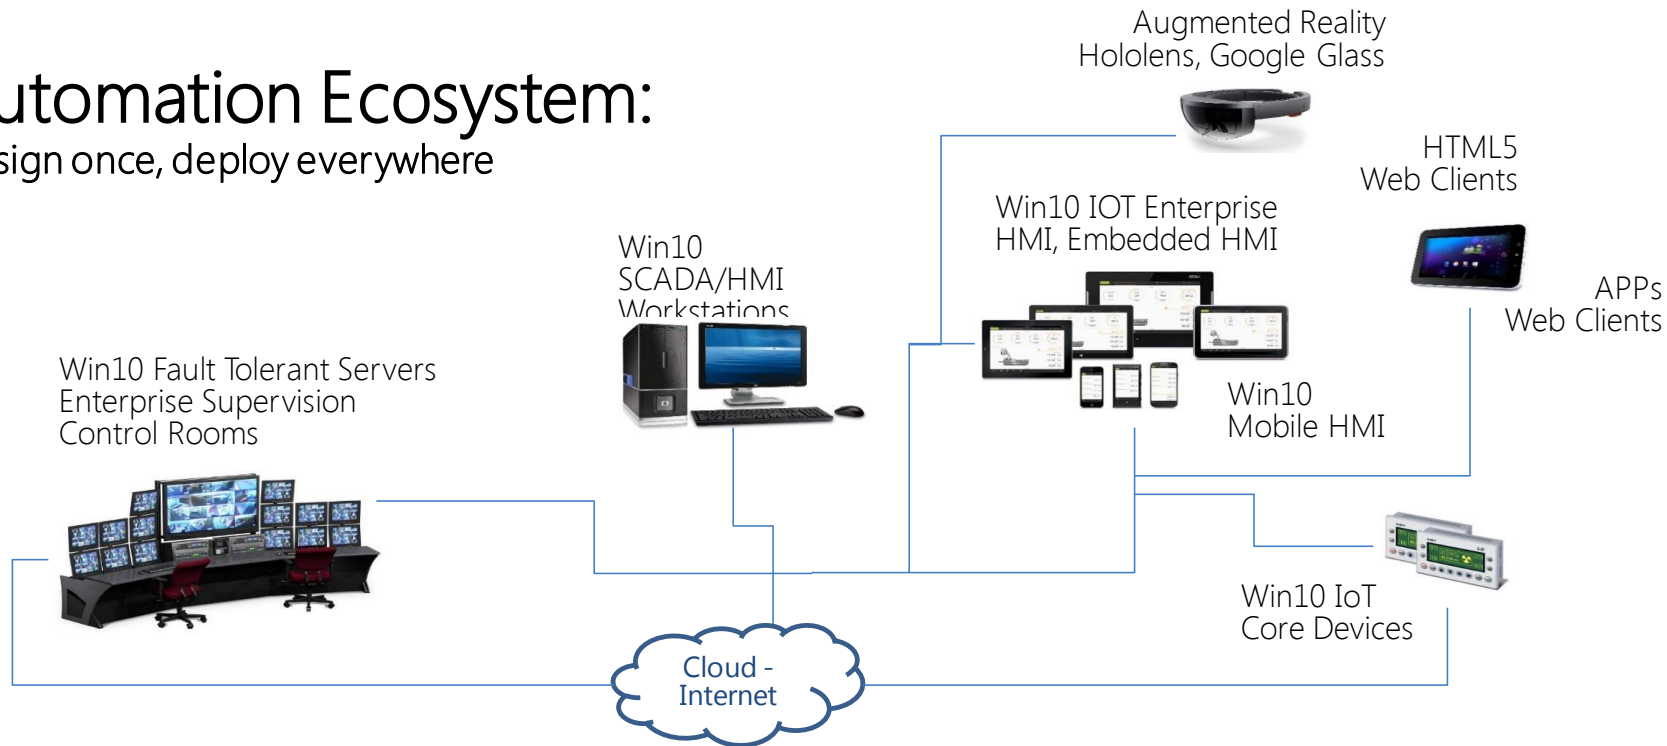 utomation Ecosystem:
sign once, deploy everywhere
Augmented Reality
Hololens, Google Glass
HTML5
Web Clients
Win10 IOT Enterprise
HMI, Embedded HMI
Win10
SCADA/HMI
Workstations
APPs
Web Clients
Win10 Fault Tolerant Servers
Enterprise Supervision
Control Rooms
Win10
Mobile HMI
Win10 IoT
Core Devices
Cloud -
Internet